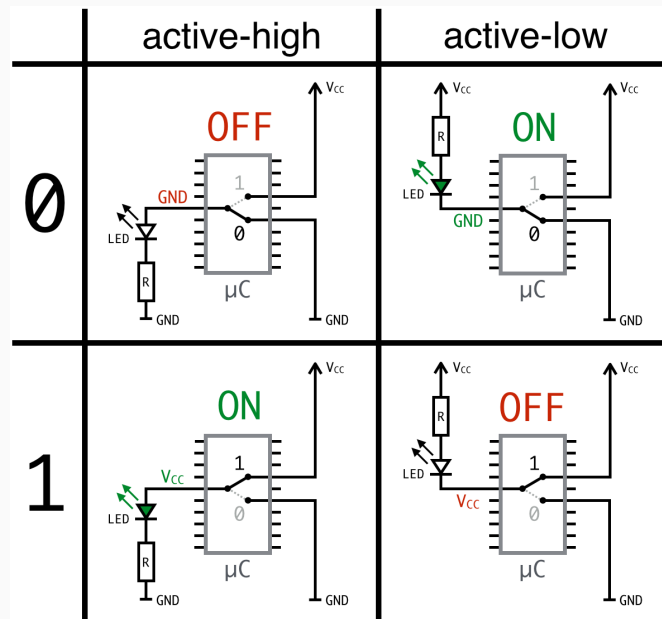 active-high
active-low
0
OFF
Vcc
GND
1
0
LED
R
GND
GND
µC
ON
Vcc
Vcc
R
LED
GND
1
0
GND
µC
1
ON
Vcc
Vcc
1
0
LED
R
GND
GND
µC
OFF
Vcc
Vcc
R
LED
Vcc
1
0
GND
µC